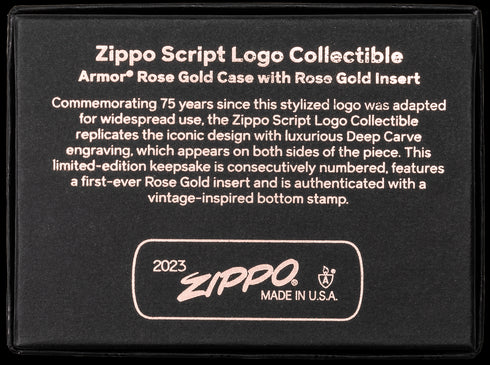 Zippo Script Logo Collectible
Armor® Rose Gold Case with Rose Gold Insert
Commemorating 75 years since this stylized logo was adapted
for widespread use, the Zippo Script Logo Collectible
replicates the iconic design with luxurious Deep Carve
engraving, which appears on both sides of the piece. This
limited-edition keepsake is consecutively numbered, features
a first-ever Rose Gold insert and is authenticated with a
vintage-inspired bottom stamp.
2023 ZIPPO® A®
MADE IN U.S.A.